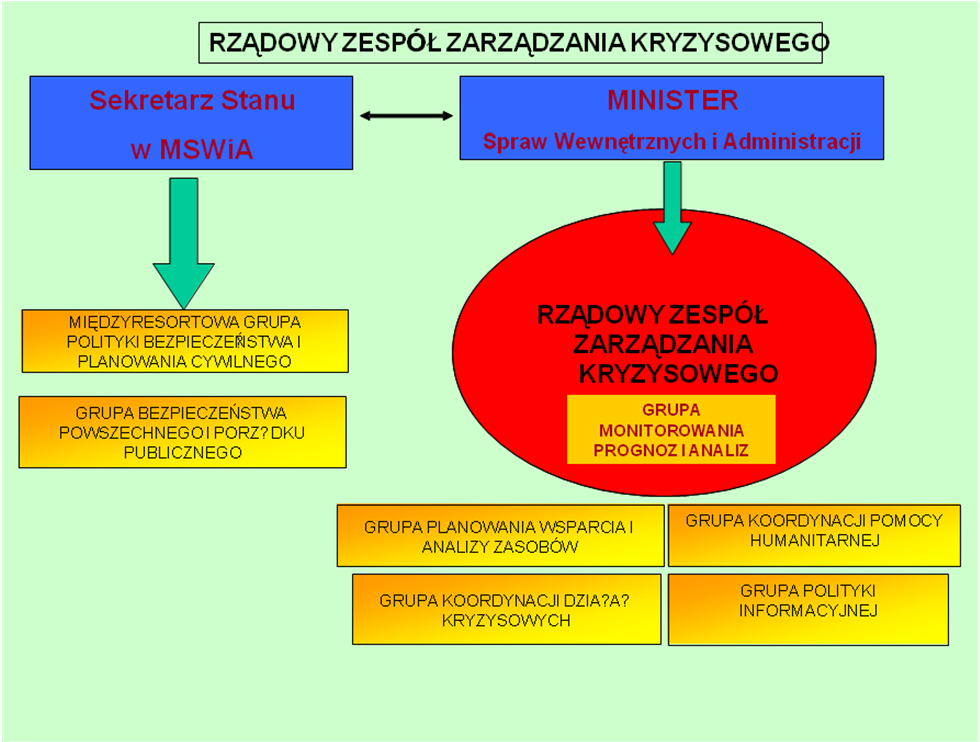 RZĄDOWY ZESPÓŁ ZARZĄDZANIA KRYZYSOWEGO
Sekretarz Stanu
w MSWiA
MINISTER
Spraw Wewnętrznych i Administracji
MIĘDZYRESORTOWA GRUPA
POLITYKI BEZPIECZEŃSTWA I
PLANOWANIA CYWILNEGO
GRUPA BEZPIECZEŃSTWA
POWSZECHNEGO I PORZ?DKU
PUBLICZNEGO
RZĄDOWY ZESPÓŁ
ZARZĄDZANIA
KRYZYSOWEGO
GRUPA
MONITOROWANIA
PROGNOZ I ANALIZ
GRUPA PLANOWANIA WSPARCIA I
ANALIZY ZASOBÓW
GRUPA KOORDYNACJI POMOCY
HUMANITARNEJ
GRUPA KOORDYNACJI DZIA?A?
KRYZYSOWYCH
GRUPA POLITYKI
INFORMACYJNEJ